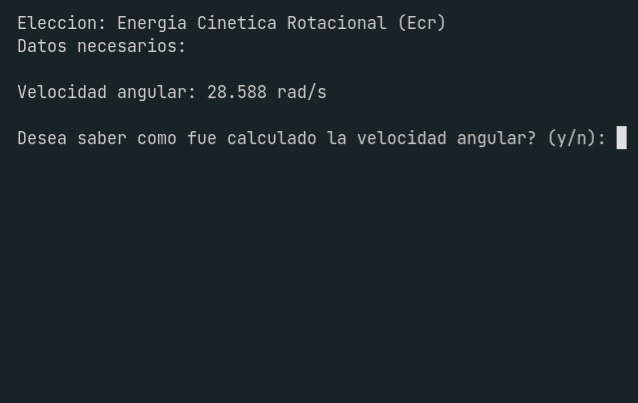 Eleccion: Energia Cinetica Rotacional (Ecr)
Datos necesarios:
Velocidad angular: 28.588 rad/s
Desea saber como fue calculado la velocidad angular? (y/n):